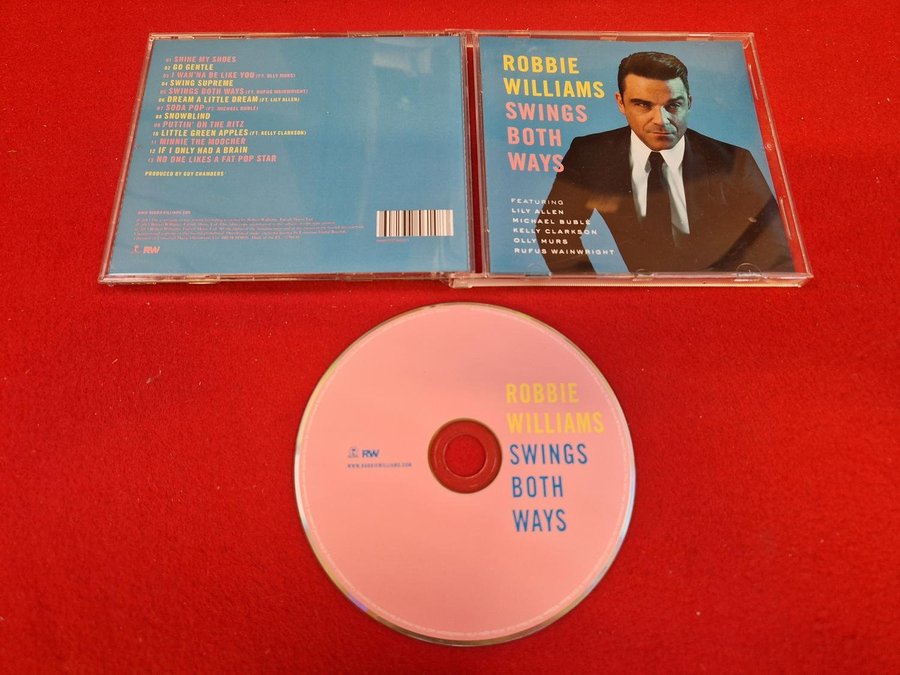 01 SHINE MY SHOES
02 GO GENTLE
03 I WAN'NA BE LIKE YOU (FT. OLLY MURS)
04 SWING SUPREME
05 SWINGS BOTH WAYS (FT. RUFUS WAINWRIGHT)
06 DREAM A LITTLE DREAM (FT. LILY ALLEN)
07 SODA POP (FT. MICHAEL BUBLÉ)
08 SNOWBLIND
09 PUTTIN' ON THE RITZ
10 LITTLE GREEN APPLES (FT. KELLY CLARKSON)
11 MINNIE THE MOOCHER
12 IF I ONLY HAD A BRAIN
13 NO ONE LIKES A FAT POP STAR
PRODUCED BY GUY CHAMBERS
RW
ROBBIE
WILLIAMS
SWINGS
BOTH
WAYS
FEATURING
LILY ALLEN
MICHAEL BUBLÉ
KELLY CLARKSON
OLLY MURS
RUFUS WAINWRIGHT
ROBBIE
WILLIAMS
SWINGS
BOTH
WAYS
RW
WWW.ROBBIEWILLIAMS.COM